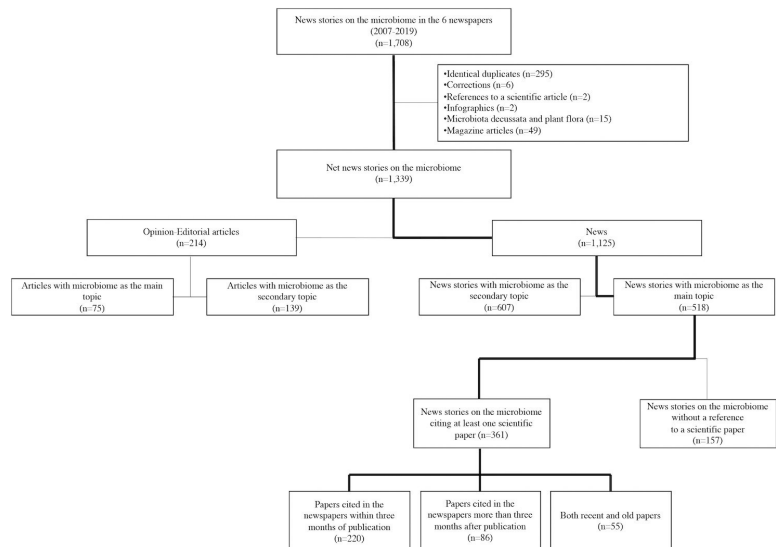 News stories on the microbiome in the 6 newspapers
(2007-2019)
(n=1,708)
•Identical duplicates (n=295)
•Corrections (n=6)
•References to a scientific article (n=2)
•Infographics (n=2)
•Microbiota decussata and plant flora (n=15)
•Magazine articles (n=49)
Net news stories on the microbiome
(n=1,339)
Opinion-Editorial articles
(n=214)
News
(n=1,125)
Articles with microbiome as the main
topic
(n=75)
Articles with microbiome as the
secondary topic
(n=139)
News stories with microbiome as the
secondary topic
(n=607)
News stories with microbiome as the
main topic
(n=518)
News stories on the microbiome
citing at least one scientific
paper (n=361)
News stories on the microbiome
without a reference
to a scientific paper
(n=157)
Papers cited in the
newspapers within three
months of publication
(n=220)
Papers cited in the
newspapers more than three
months after publication
(n=86)
Both recent and old papers
(n=55)